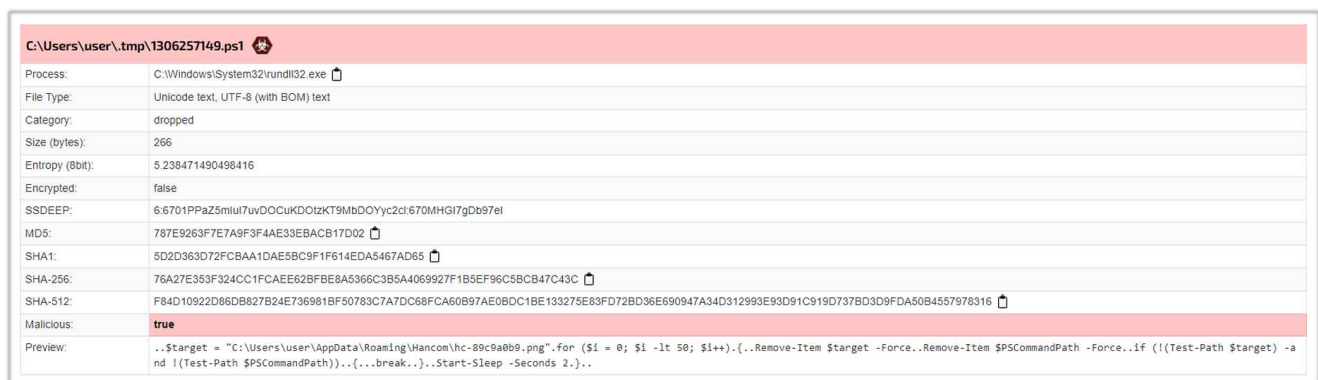 C:\Users\user\.tmp\1306257149.ps1
Process: C:\Windows\System32\rundll32.exe
File Type: Unicode text, UTF-8 (with BOM) text
Category: dropped
Size (bytes): 266
Entropy (8bit): 5.238471490498416
Encrypted: false
SSDEEP: 6:6701PPaZ5mIuI7uvDOCuKDOtzKT9MbDOYyc2cI:670MHGI7gDb97eI
MD5: 787E9263F7E7A9F3F4AE33EBACB17D02
SHA1: 5D2D363D72FCBAA1DAE5BC9F1F614EDA5467AD65
SHA-256: 76A27E353F324CC1FCAEE62BFBE8A5366C3B5A4069927F1B5EF96C5BCB47C43C
SHA-512: F84D10922D86DB827B24E736981BF50783C7A7DC68FCA60B97AE0BDC1BE133275E83FD72BD36E690947A34D312993E93D91C919D737BD3D9FDA50B4557978316
Malicious: true
Preview: ..$target = "C:\Users\user\AppData\Roaming\Hancom\hc-89c9a0b9.png".for ($i = 0; $i -lt 50; $i++).{..Remove-Item $target -Force..Remove-Item $PSCommandPath -Force..if (!(Test-Path $target) -a
nd !(Test-Path $PSCommandPath))..{...break..}..Start-Sleep -Seconds 2.}..